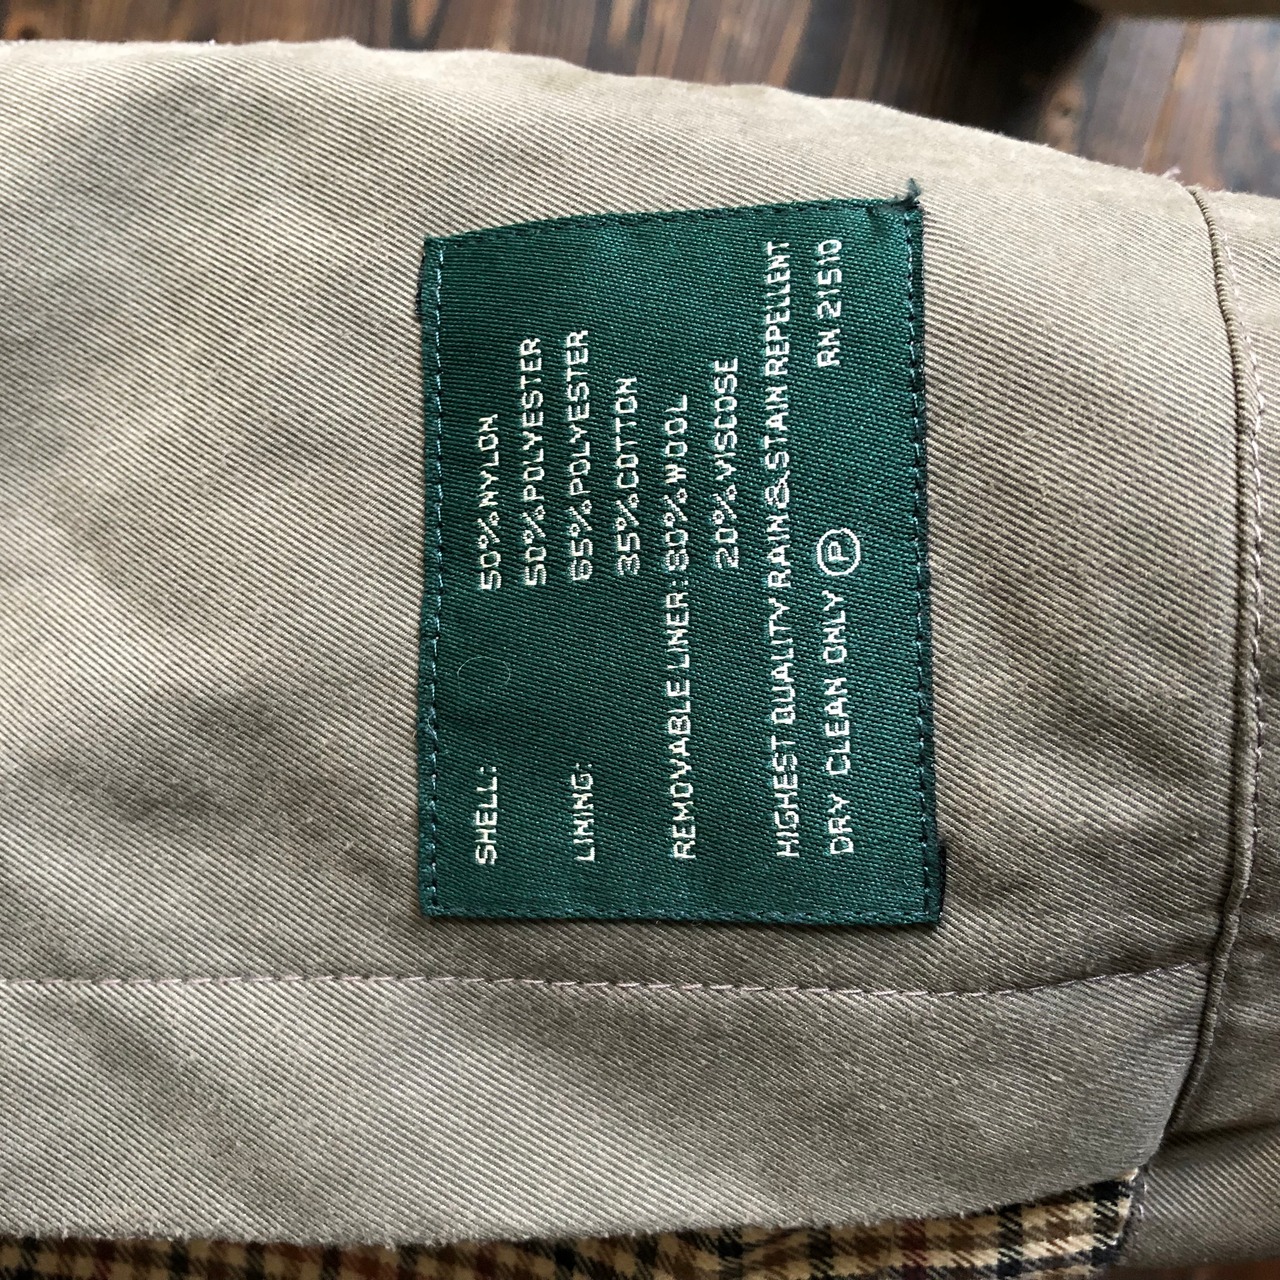 SHELL: 50% NYLON
50% POLYESTER
LINING: 65% POLYESTER
35% COTTON
REMOVABLE LINER: 80% WOOL
20% VISCOSE
HIGHEST QUALITY RAIN & STAIN REPELLENT
DRY CLEAN ONLY Ⓟ RN 21510